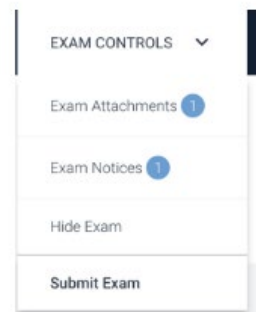 EXAM CONTROLS
Exam Attachments 1
Exam Notices 1
Hide Exam
Submit Exam